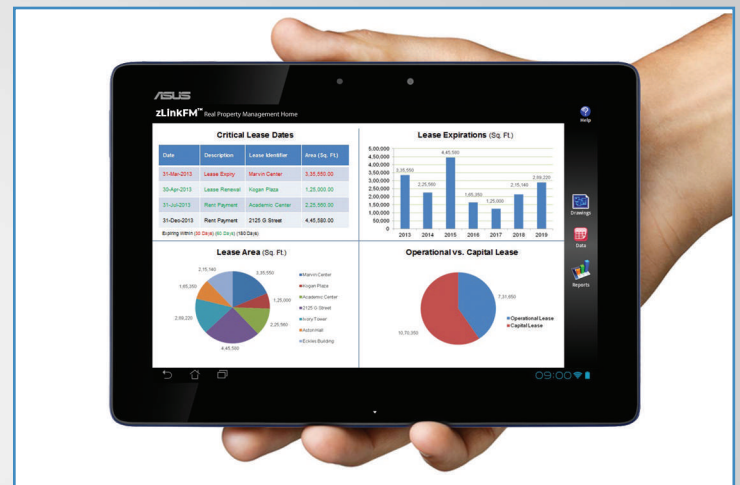 ASUS
zLinkFM™ Real Property Management Home
Help
Critical Lease Dates
Date Description Lease Identifier Area (Sq. Ft.)
31-Mar-2013 Lease Expiry Marvin Center 3,35,550.00
30-Apr-2013 Lease Renewal Kogan Plaza 1,25,000.00
31-Jul-2013 Rent Payment Academic Center 2,25,560.00
31-Dec-2013 Rent Payment 2125 G Street 4,45,580.00
Expiring Within (30 Days) (90 Days) (180 Days)
Lease Expirations (Sq. Ft.)
5,00,000
4,50,000
4,00,000
3,50,000
3,00,000
2,50,000
2,00,000
1,50,000
1,00,000
50,000
0
3,35,550
2,25,560
4,45,580
1,65,250
1,25,000
2,15,140
2,89,220
2013 2014 2015 2016 2017 2018 2019
Lease Area (Sq. Ft.)
2,15,140
3,35,550
1,65,250
1,25,000
2,89,220
2,25,560
4,45,580
Marvin Center
Kogan Plaza
Academic Center
2125 G Street
Ivory Tower
Aston Hall
Eckles Building
Operational vs. Capital Lease
7,31,050
10,70,250
Operational Lease
Capital Lease
Drawings
Data
Reports
09:00